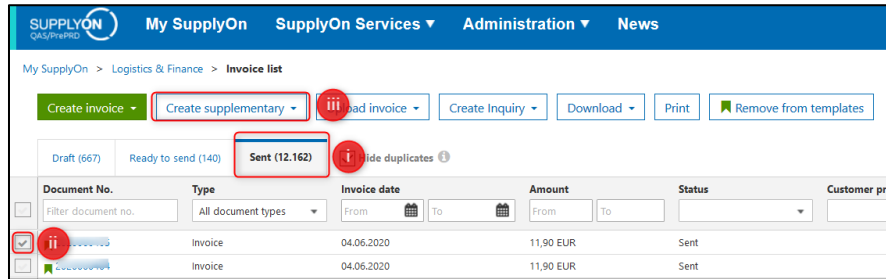 SUPPLYON My SupplyOn SupplyOn Services Administration News
QAS/PrePRD
My SupplyOn > Logistics & Finance > Invoice list
Create invoice Create supplementary iii oad invoice Create Inquiry Download Print Remove from templates
Draft (667) Ready to send (140) Sent (12.162) i Hide duplicates
Document No. Type Invoice date Amount Status Customer pr
Filter document no. All document types From To From To
ii Invoice 04.06.2020 11,90 EUR Sent
Invoice 04.06.2020 11,90 EUR Sent